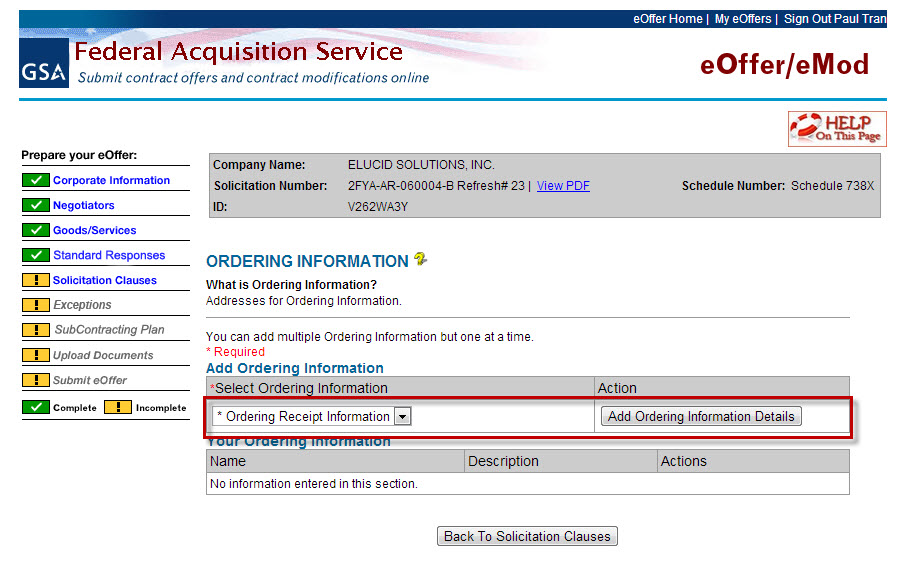 eOffer Home | My eOffers | Sign Out Paul Tran
GSA
Federal Acquisition Service
Submit contract offers and contract modifications online
eOffer/eMod
HELP
On This Page
Prepare your eOffer:
Corporate Information
Negotiators
Goods/Services
Standard Responses
Solicitation Clauses
Exceptions
SubContracting Plan
Upload Documents
Submit eOffer
Complete Incomplete
Company Name: ELUCID SOLUTIONS, INC.
Solicitation Number: 2FYA-AR-060004-B Refresh# 23 | View PDF Schedule Number: Schedule 738X
ID: V262WA3Y
ORDERING INFORMATION
What is Ordering Information?
Addresses for Ordering Information.
You can add multiple Ordering Information but one at a time.
* Required
Add Ordering Information
*Select Ordering Information Action
* Ordering Receipt Information Add Ordering Information Details
Your Ordering Information
Name Description Actions
No information entered in this section.
Back To Solicitation Clauses